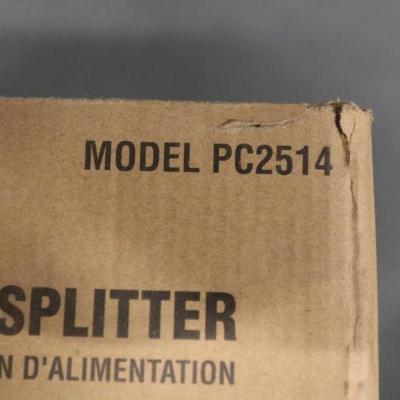 MODEL PC2514
SPLITTER
N D'ALIMENTATION